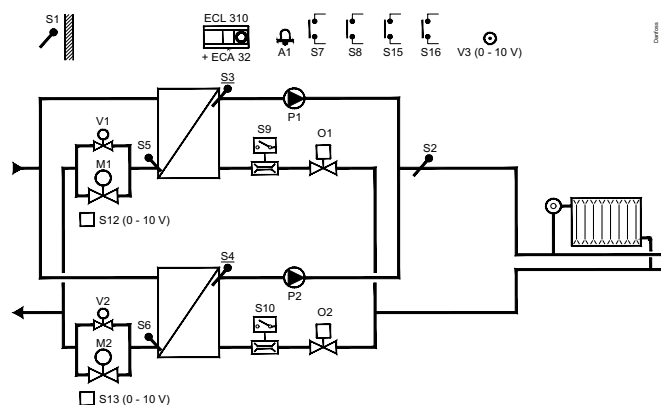 S1
ECL 310
+ ECA 32
A1
S7
S8
S15
S16
V3 (0 - 10 V)
Danfoss
S3
V1
S5
S9
O1
P1
S2
M1
S12 (0 - 10 V)
S4
V2
S6
S10
O2
P2
M2
S13 (0 - 10 V)